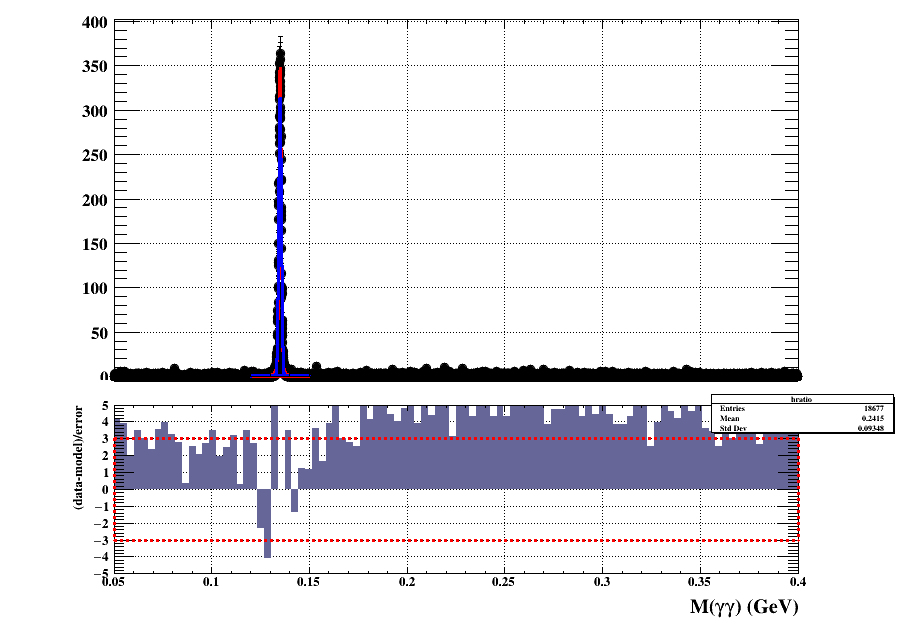 400
350
300
250
200
150
100
50
0
hratio
Entries 18677
Mean 0.2415
Std Dev 0.09348
(data-model)/error
5
4
3
2
1
0
−1
−2
−3
−4
−5
0.05 0.1 0.15 0.2 0.25 0.3 0.35 0.4
M(γγ) (GeV)